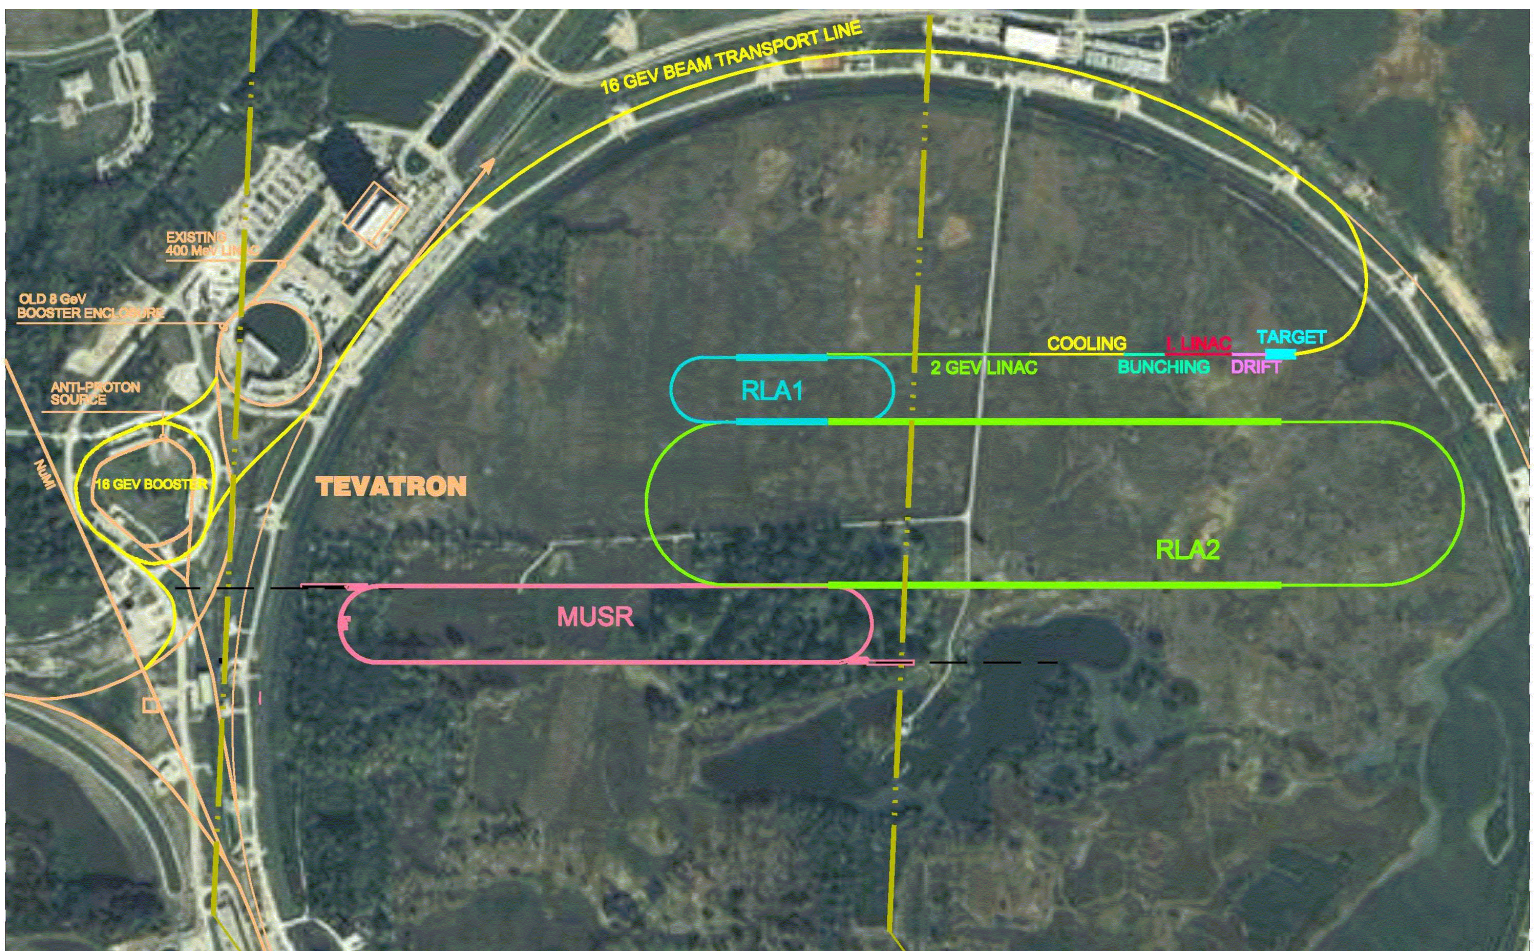 16 GEV BEAM TRANSPORT LINE
EXISTING
400 MeV LINAC
OLD 8 GeV
BOOSTER ENCLOSURE
TARGET
COOLING
I. LINAC
2 GEV LINAC
BUNCHING
DRIFT
RLA1
ANTI-PROTON
SOURCE
NuMI
16 GEV BOOSTER
TEVATRON
RLA2
MUSR